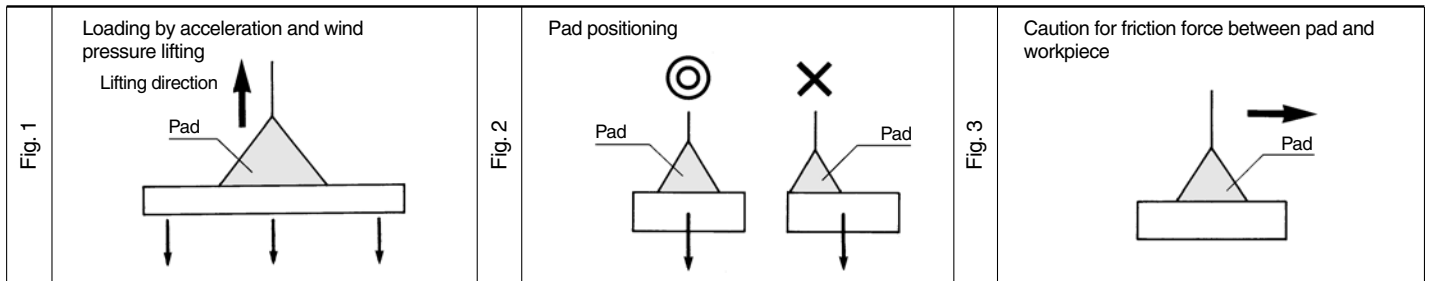 Fig. 1
Loading by acceleration and wind
pressure lifting
Lifting direction
Pad
Fig. 2
Pad positioning
Pad
Pad
Fig. 3
Caution for friction force between pad and
workpiece
Pad